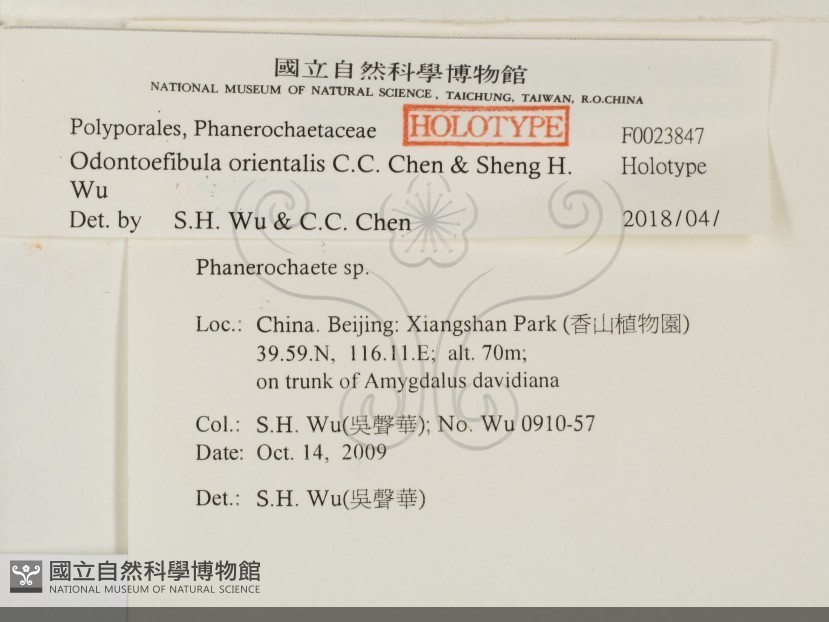 國立自然科學博物館
NATIONAL MUSEUM OF NATURAL SCIENCE, TAICHUNG, TAIWAN, R.O.CHINA
Polyporales, Phanerochaetaceae HOLOTYPE F0023847
Odontoefibula orientalis C.C. Chen & Sheng H. Holotype
Wu
Det. by S.H. Wu & C.C. Chen 2018/04/
Phanerochaete sp.
Loc.: China. Beijing: Xiangshan Park (香山植物園)
39.59.N, 116.11.E; alt. 70m;
on trunk of Amygdalus davidiana
Col.: S.H. Wu(吳聲華); No. Wu 0910-57
Date: Oct. 14, 2009
Det.: S.H. Wu(吳聲華)
國立自然科學博物館
NATIONAL MUSEUM OF NATURAL SCIENCE